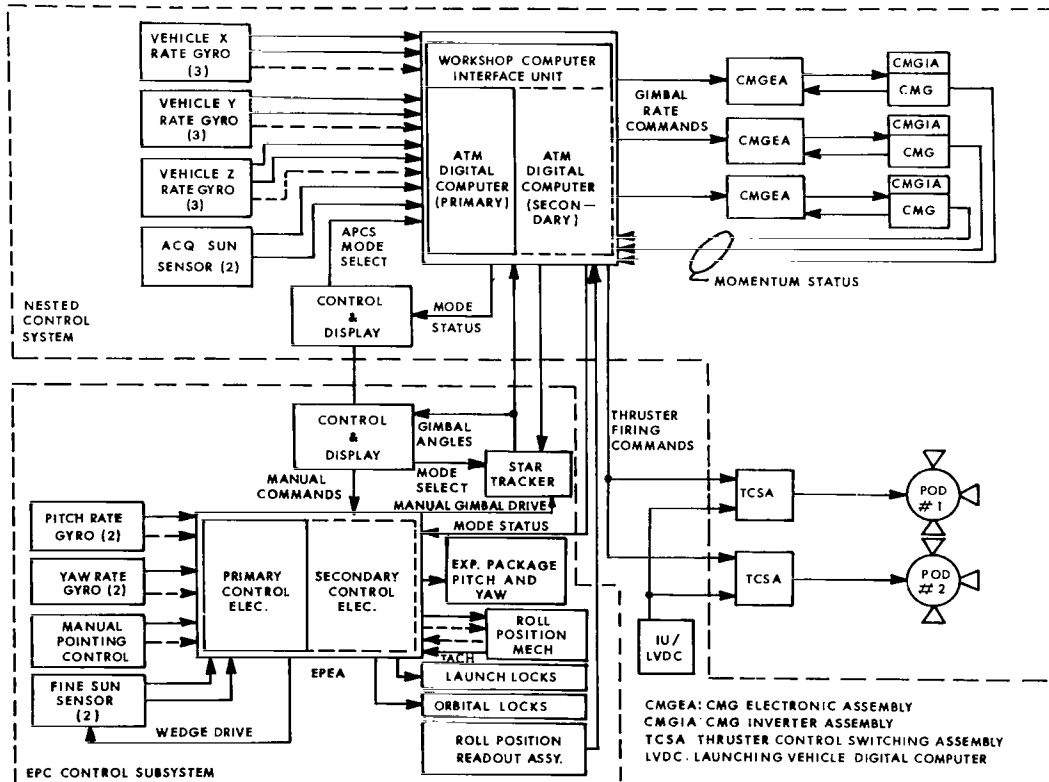 VEHICLE X
RATE GYRO
(3)
VEHICLE Y
RATE GYRO
(3)
VEHICLE Z
RATE GYRO
(3)
ACQ SUN
SENSOR (2)
APCS
MODE
SELECT
WORKSHOP COMPUTER
INTERFACE UNIT
ATM
DIGITAL
COMPUTER
(PRIMARY)
ATM
DIGITAL
COMPUTER
(SECON-
DARY)
GIMBAL
RATE
COMMANDS
CMGEA
CMGIA
CMG
CMGEA
CMGIA
CMG
CMGEA
CMGIA
CMG
MOMENTUM STATUS
NESTED
CONTROL
SYSTEM
CONTROL
&
DISPLAY
MODE
STATUS
CONTROL
&
DISPLAY
GIMBAL
ANGLES
MODE
SELECT
STAR
TRACKER
MANUAL
COMMANDS
MANUAL GIMBAL DRIVE
MODE STATUS
THRUSTER
FIRING
COMMANDS
TCSA
POD
#1
TCSA
POD
#2
IU/
LVDC
PITCH RATE
GYRO (2)
YAW RATE
GYRO (2)
MANUAL
POINTING
CONTROL
FINE SUN
SENSOR
(2)
PRIMARY
CONTROL
ELEC.
SECONDARY
CONTROL
ELEC.
EXP. PACKAGE
PITCH AND
YAW
ROLL
POSITION
MECH
TACH
EPEA
LAUNCH LOCKS
ORBITAL LOCKS
ROLL POSITION
READOUT ASSY.
WEDGE DRIVE
EPC CONTROL SUBSYSTEM
CMGEA: CMG ELECTRONIC ASSEMBLY
CMGIA: CMG INVERTER ASSEMBLY
TCSA THRUSTER CONTROL SWITCHING ASSEMBLY
LVDC. LAUNCHING VEHICLE DIGITAL COMPUTER